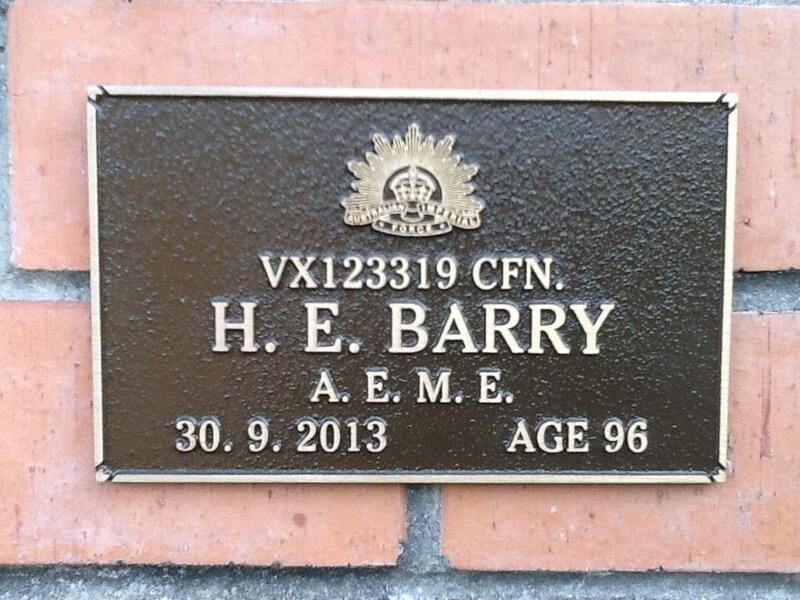 AUSTRALIAN IMPERIAL
FORCE
VX123319 CFN.
H. E. BARRY
A. E. M. E.
30. 9. 2013 AGE 96